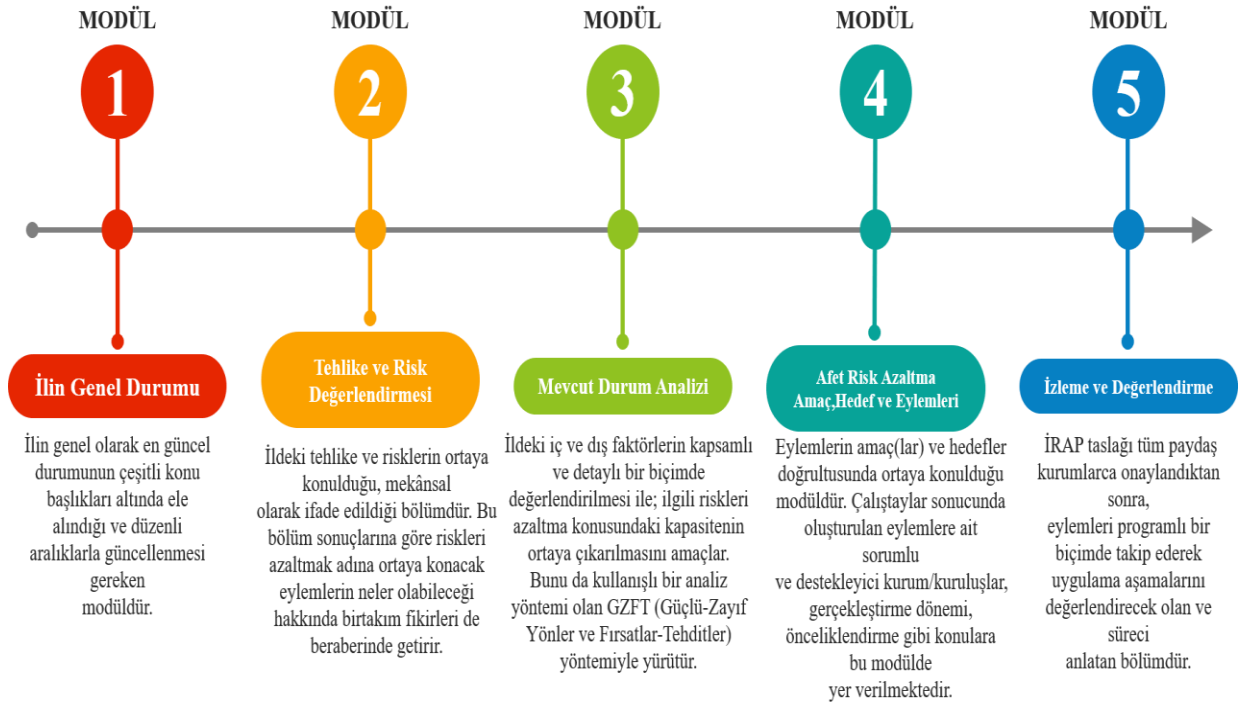 MODÜL
1
İlin Genel Durumu
İlin genel olarak en güncel
durumunun çeşitli konu
başlıkları altında ele
alındığı ve düzenli
aralıklarla güncellenmesi
gereken
modüldür.
MODÜL
2
Tehlike ve Risk
Değerlendirmesi
İldeki tehlike ve risklerin ortaya
konulduğu, mekânsal
olarak ifade edildiği bölümdür. Bu
bölüm sonuçlarına göre riskleri
azaltmak adına ortaya konacak
eylemlerin neler olabileceği
hakkında birtakım fikirleri de
beraberinde getirir.
MODÜL
3
Mevcut Durum Analizi
İldeki iç ve dış faktörlerin kapsamlı
ve detaylı bir biçimde
değerlendirilmesi ile; ilgili riskleri
azaltma konusundaki kapasitenin
ortaya çıkarılmasını amaçlar.
Bunu da kullanışlı bir analiz
yöntemi olan GZFT (Güçlü-Zayıf
Yönler ve Fırsatlar-Tehditler)
yöntemiyle yürütür.
MODÜL
4
Afet Risk Azaltma
Amaç,Hedef ve Eylemleri
Eylemlerin amaç(lar) ve hedefler
doğrultusunda ortaya konulduğu
modüldür. Çalıştaylar sonucunda
oluşturulan eylemlere ait
sorumlu
ve destekleyici kurum/kuruluşlar,
gerçekleştirme dönemi,
önceliklendirme gibi konulara
bu modülde
yer verilmektedir.
MODÜL
5
İzleme ve Değerlendirme
İRAP taslağı tüm paydaş
kurumlarca onaylandıktan
sonra,
eylemleri programlı bir
biçimde takip ederek
uygulama aşamalarını
değerlendirecek olan ve
süreci
anlatan bölümdür.